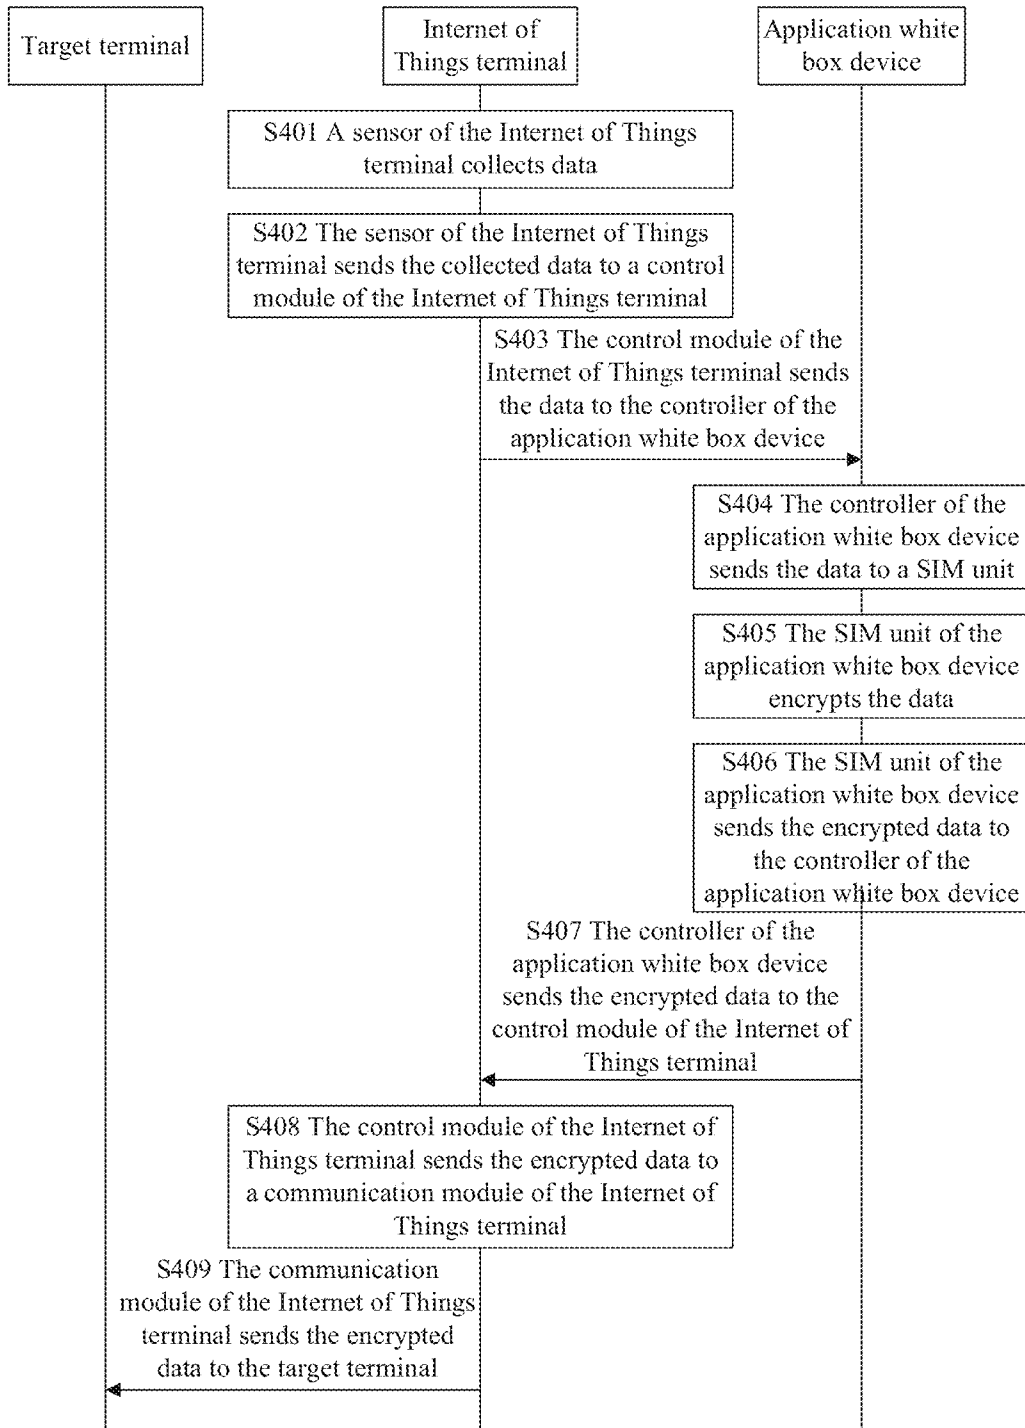 Target terminal
Internet of
Things terminal
Application white
box device
S401 A sensor of the Internet of Things
terminal collects data
S402 The sensor of the Internet of Things
terminal sends the collected data to a control
module of the Internet of Things terminal
S403 The control module of the
Internet of Things terminal sends
the data to the controller of the
application white box device
S404 The controller of the
application white box device
sends the data to a SIM unit
S405 The SIM unit of the
application white box device
encrypts the data
S406 The SIM unit of the
application white box device
sends the encrypted data to
the controller of the
application white box device
S407 The controller of the
application white box device
sends the encrypted data to the
control module of the Internet of
Things terminal
S408 The control module of the Internet of
Things terminal sends the encrypted data to
a communication module of the Internet of
Things terminal
S409 The communication
module of the Internet of Things
terminal sends the encrypted
data to the target terminal